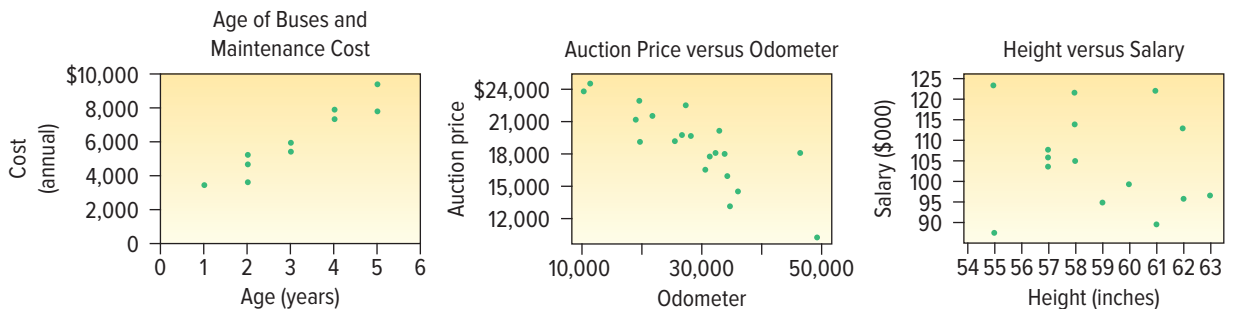 Age of Buses and
Maintenance Cost
$10,000
8,000
6,000
4,000
2,000
0
Cost
(annual)
0 1 2 3 4 5 6
Age (years)
Auction Price versus Odometer
$24,000
21,000
18,000
15,000
12,000
Auction price
10,000 30,000 50,000
Odometer
Height versus Salary
125
120
115
110
105
100
95
90
Salary ($000)
54 55 56 57 58 59 60 61 62 63
Height (inches)